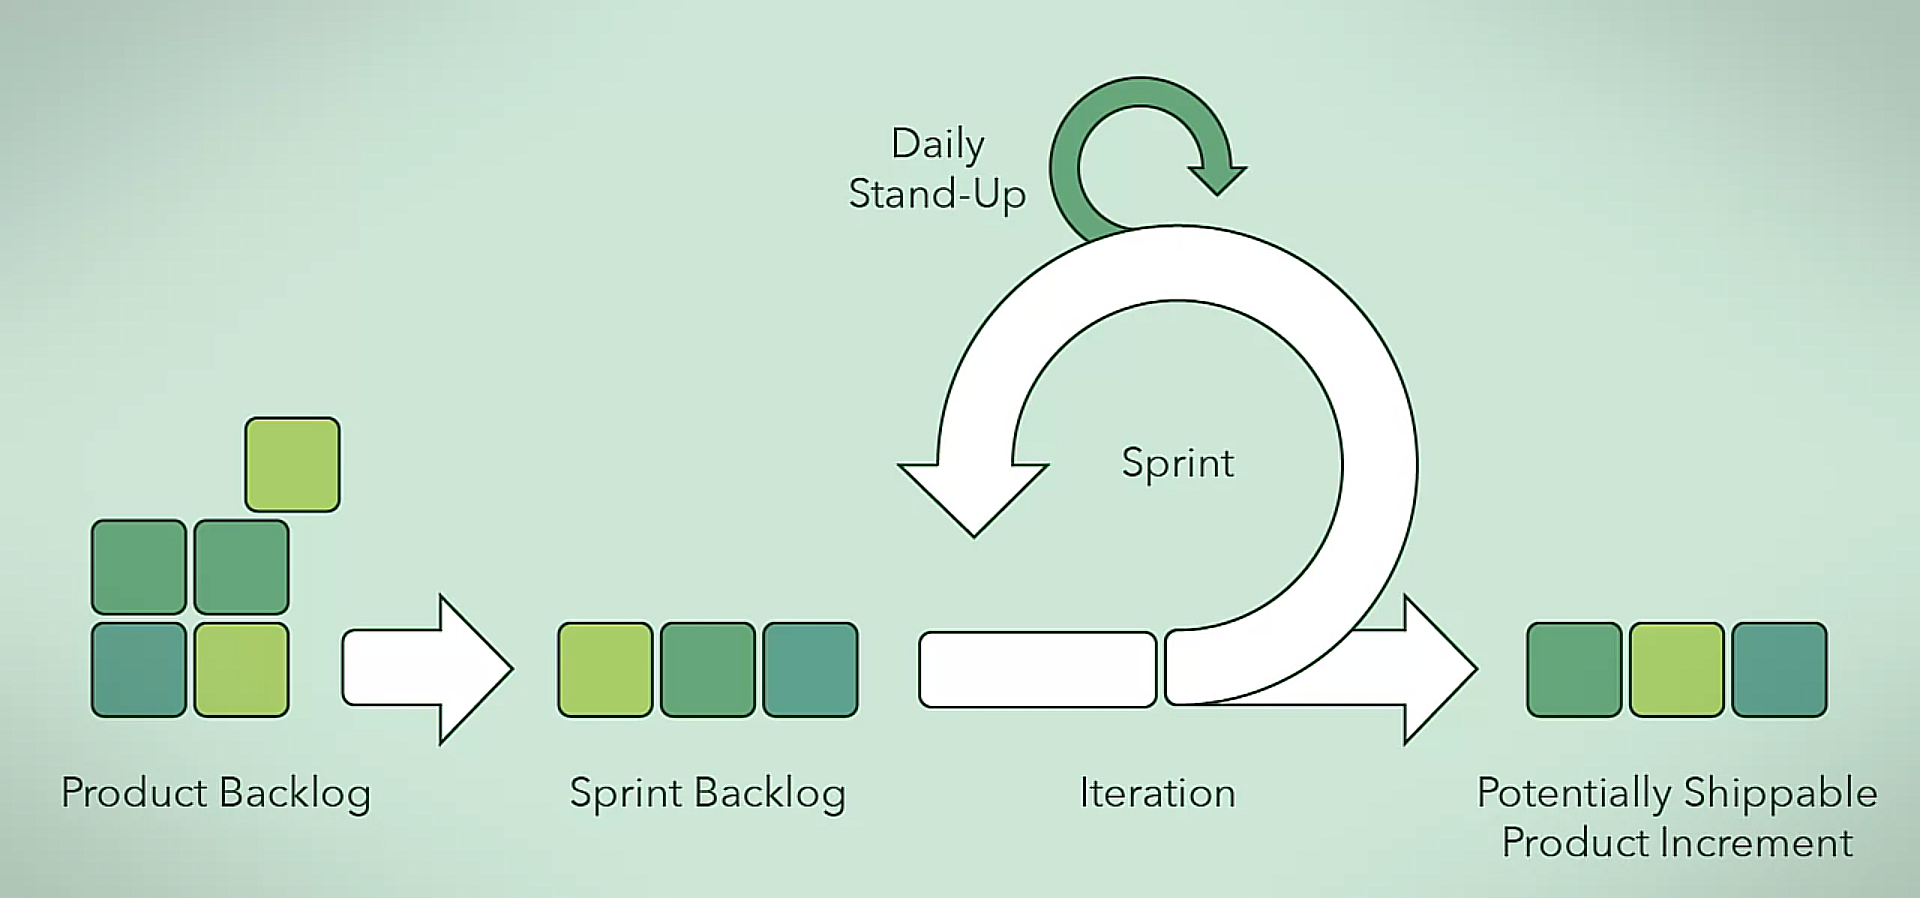 Daily
Stand-Up
Sprint
Product Backlog
Sprint Backlog
Iteration
Potentially Shippable
Product Increment